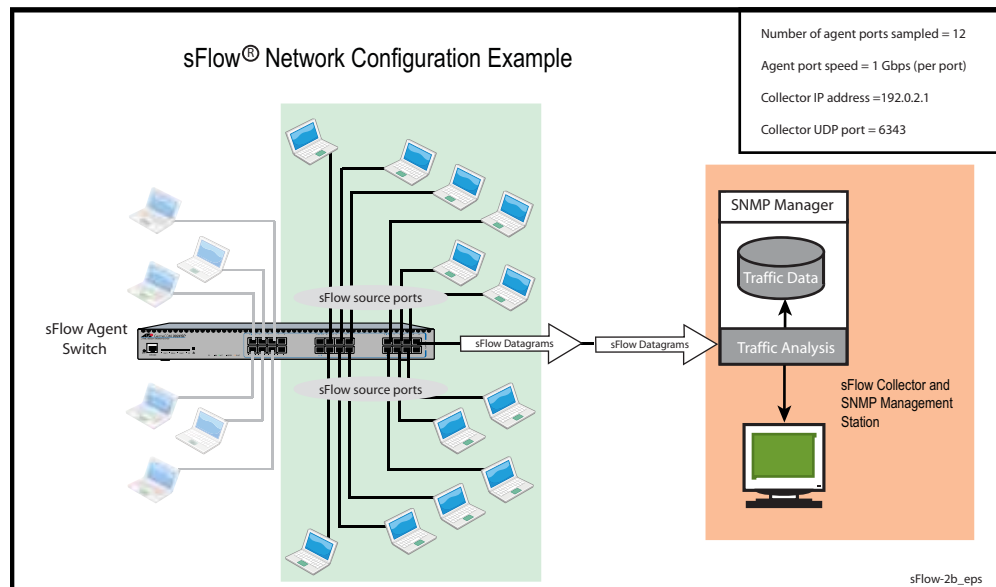 sFlow® Network Configuration Example
Number of agent ports sampled = 12
Agent port speed = 1 Gbps (per port)
Collector IP address =192.0.2.1
Collector UDP port = 6343
SNMP Manager
Traffic Data
sFlow source ports
sFlow Agent
Switch
sFlow Datagrams
sFlow Datagrams
Traffic Analysis
sFlow source ports
sFlow Collector and
SNMP Management
Station
sFlow-2b_eps